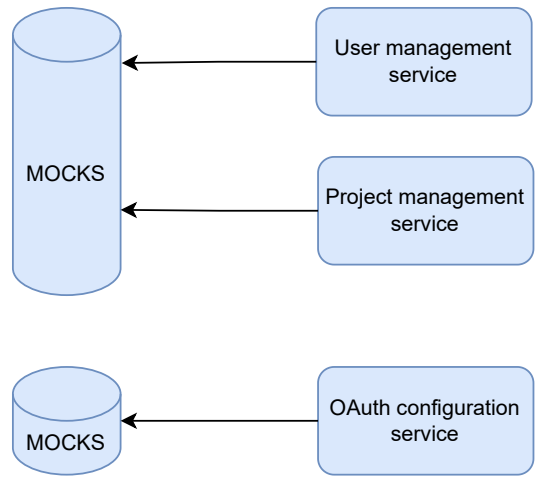 User management
service
MOCKS
Project management
service
OAuth configuration
service
MOCKS